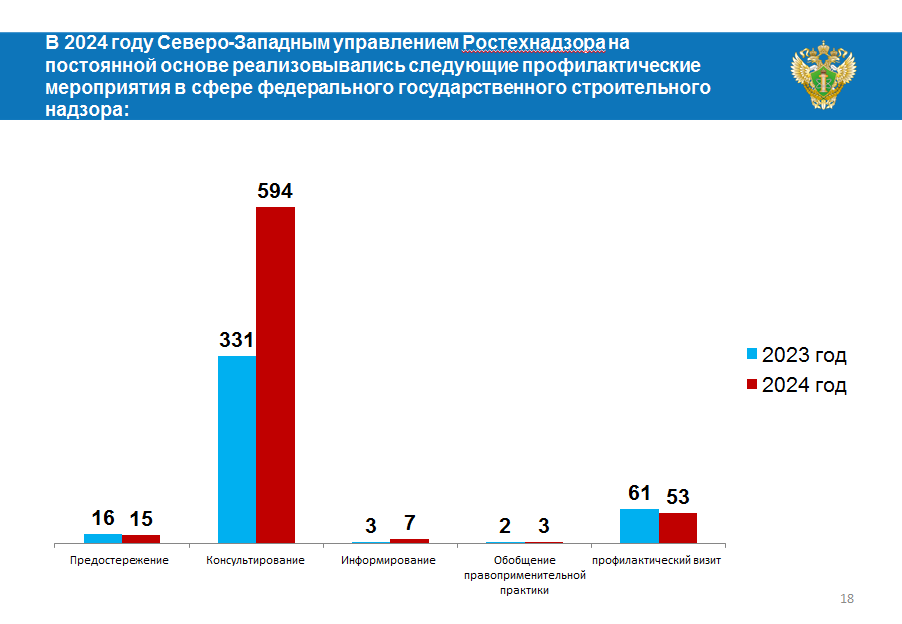 В 2024 году Северо-Западным управлением Ростехнадзора на
постоянной основе реализовывались следующие профилактические
мероприятия в сфере федерального государственного строительного
надзора:
594
331
2023 год
2024 год
16 15
3 7
2 3
61 53
Предостережение
Консультирование
Информирование
Обобщение
правоприменительной
практики
профилактический визит
18